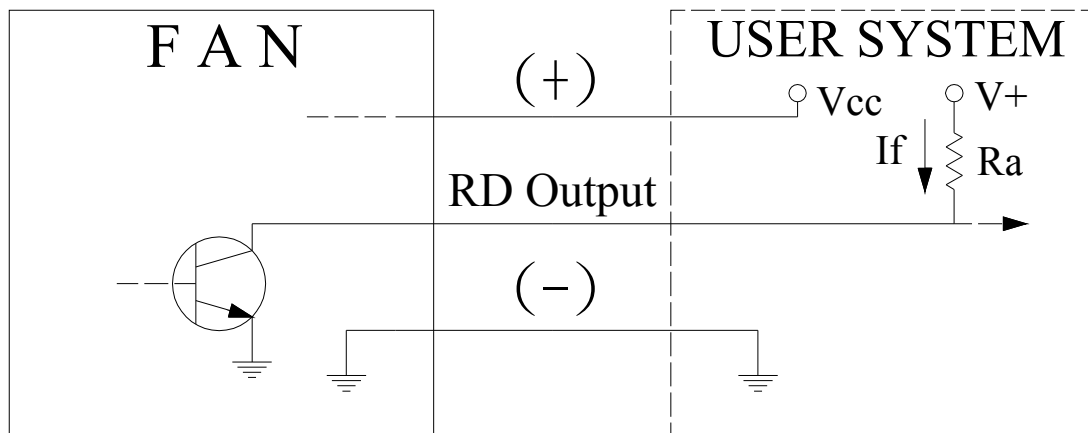 F A N
USER SYSTEM
(+)
Vcc
V+
If
Ra
RD Output
(-)